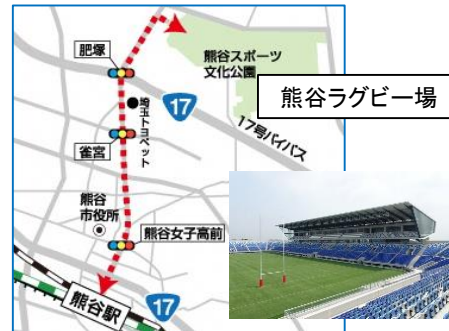 肥塚
熊谷スポーツ
文化公園
熊谷ラグビー場
埼玉トヨペット
17
17号バイパス
雀宮
熊谷
市役所
熊谷女子高前
熊谷駅
17